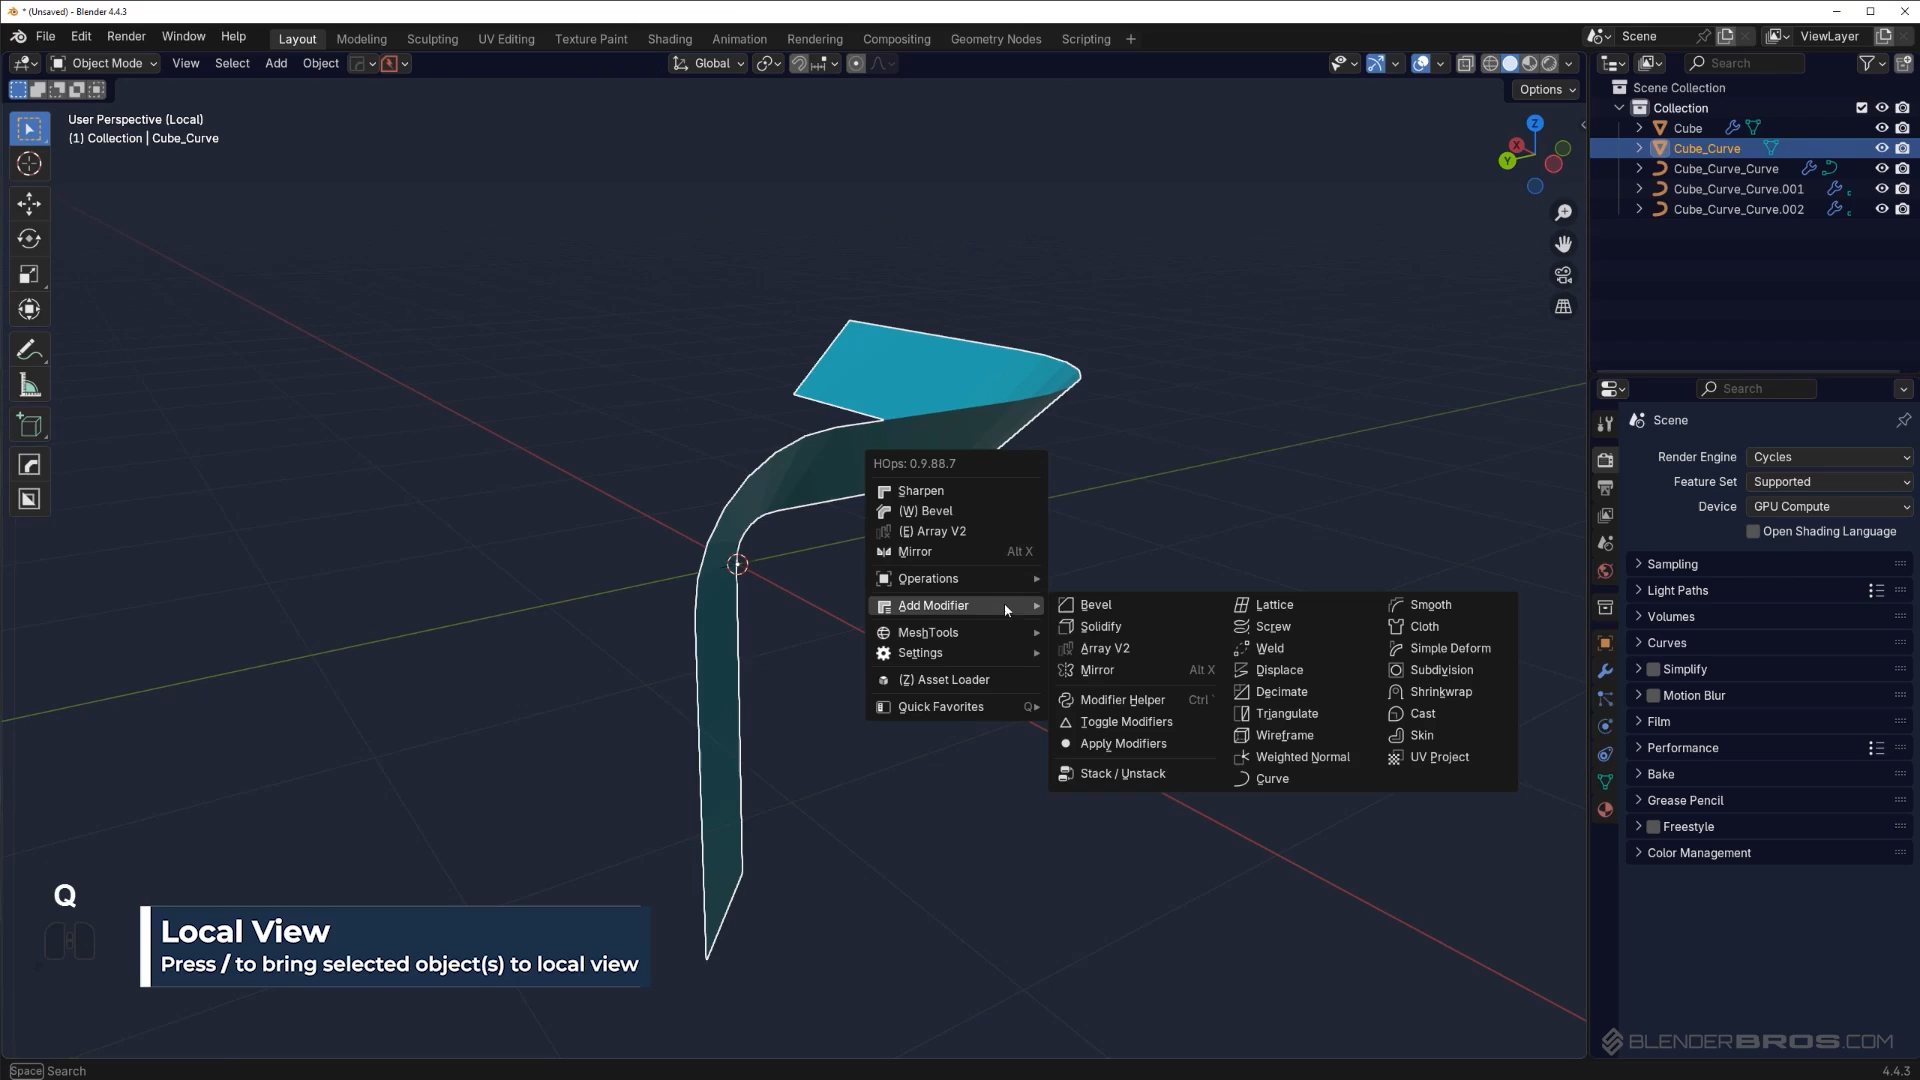 * (Unsaved) - Blender 4.4.3
File Edit Render Window Help Layout Modeling Sculpting UV Editing Texture Paint Shading Animation Rendering Compositing Geometry Nodes Scripting + Scene ViewLayer
Object Mode View Select Add Object Global Search
Options
User Perspective (Local)
(1) Collection | Cube_Curve
Z
X
Y
Scene Collection
Collection
Cube
Cube_Curve
Cube_Curve_Curve
Cube_Curve_Curve.001
Cube_Curve_Curve.002
Search
Scene
Render Engine Cycles
Feature Set Supported
Device GPU Compute
Open Shading Language
Sampling
Light Paths
Volumes
Curves
Simplify
Motion Blur
Film
Performance
Bake
Grease Pencil
Freestyle
Color Management
HOps: 0.9.88.7
Sharpen
(W) Bevel
(E) Array V2
Mirror Alt X
Operations
Add Modifier
MeshTools
Settings
(Z) Asset Loader
Quick Favorites Q
Bevel
Solidify
Array V2
Mirror Alt X
Modifier Helper Ctrl `
Toggle Modifiers
Apply Modifiers
Stack / Unstack
Lattice
Screw
Weld
Displace
Decimate
Triangulate
Wireframe
Weighted Normal
Curve
Smooth
Cloth
Simple Deform
Subdivision
Shrinkwrap
Cast
Skin
UV Project
Q
Local View
Press / to bring selected object(s) to local view
BLENDERBROS.COM
Space Search
4.4.3